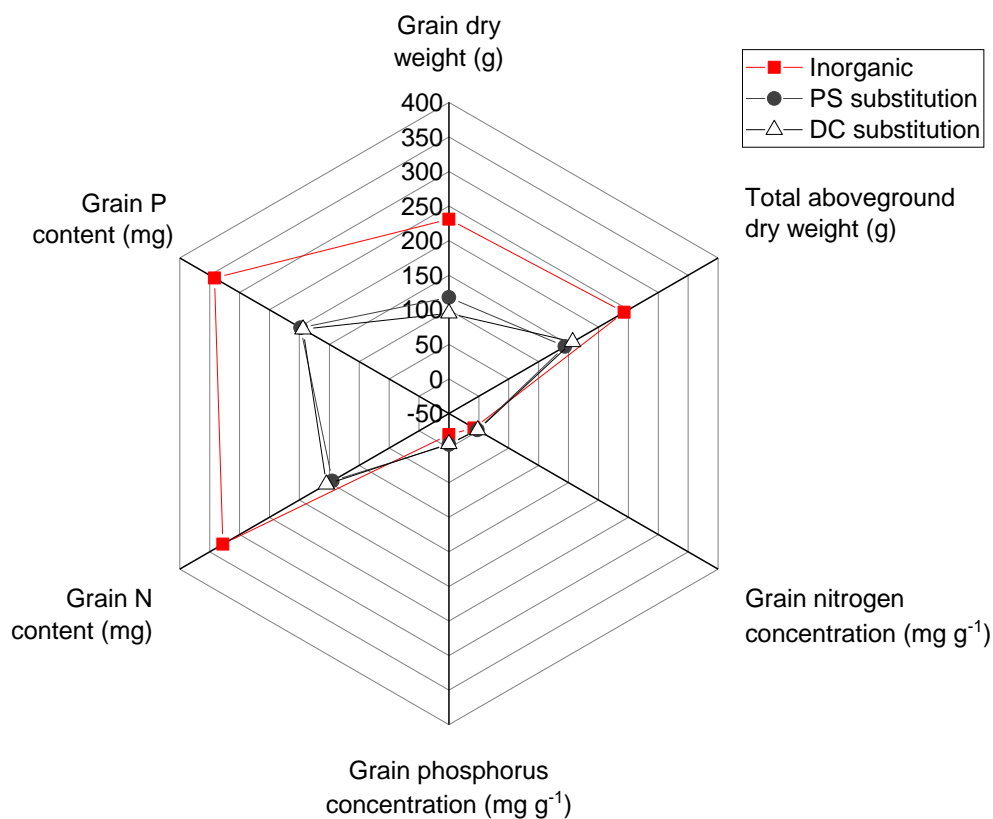 Grain dry
weight (g)
Inorganic
PS substitution
DC substitution
400
350
300
250
200
150
100
50
0
-50
Total aboveground
dry weight (g)
Grain P
content (mg)
Grain N
content (mg)
Grain nitrogen
concentration (mg g⁻¹)
Grain phosphorus
concentration (mg g⁻¹)